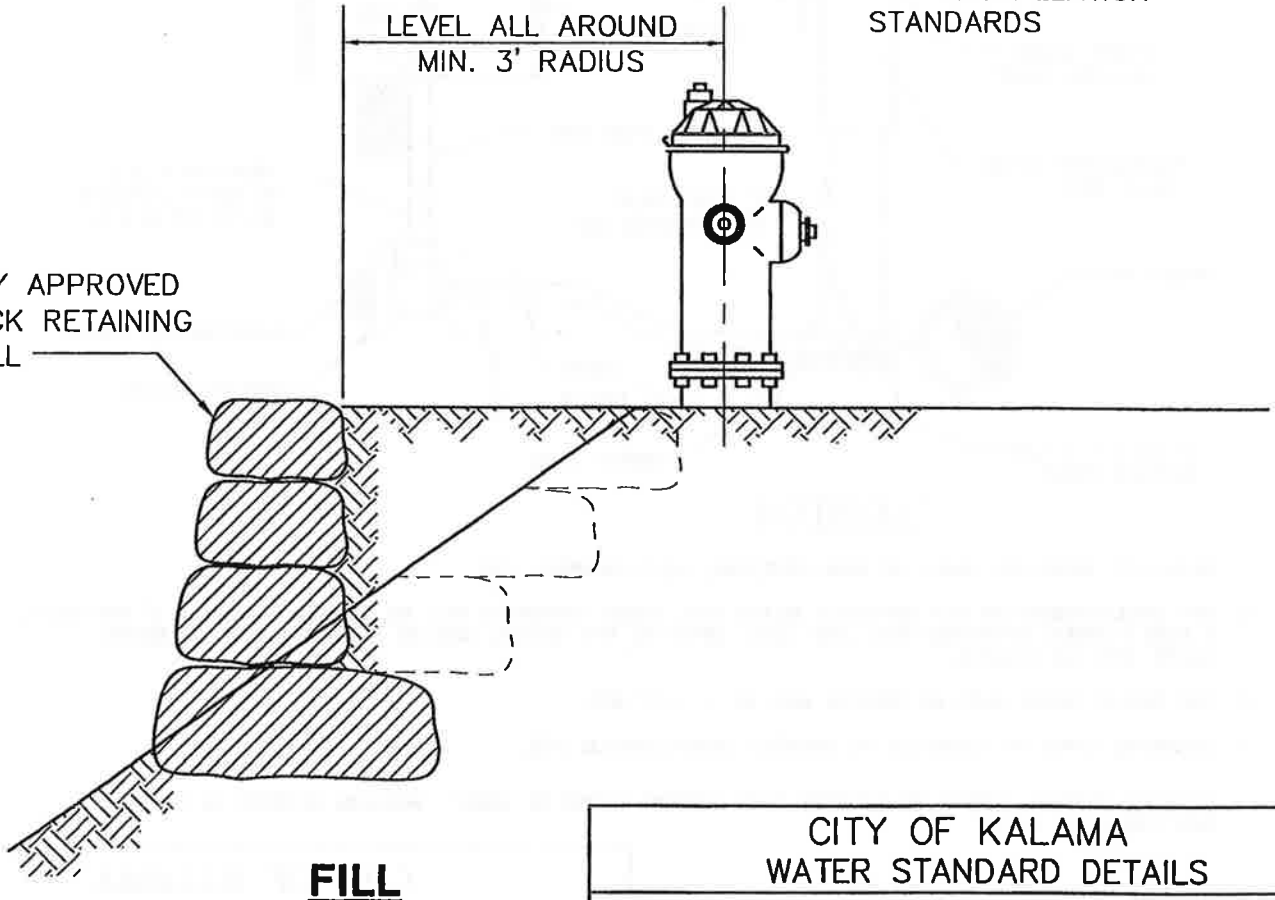 STANDARDS
LEVEL ALL AROUND
MIN. 3' RADIUS
APPROVED
RETAINING
FILL
CITY OF KALAMA
WATER STANDARD DETAILS